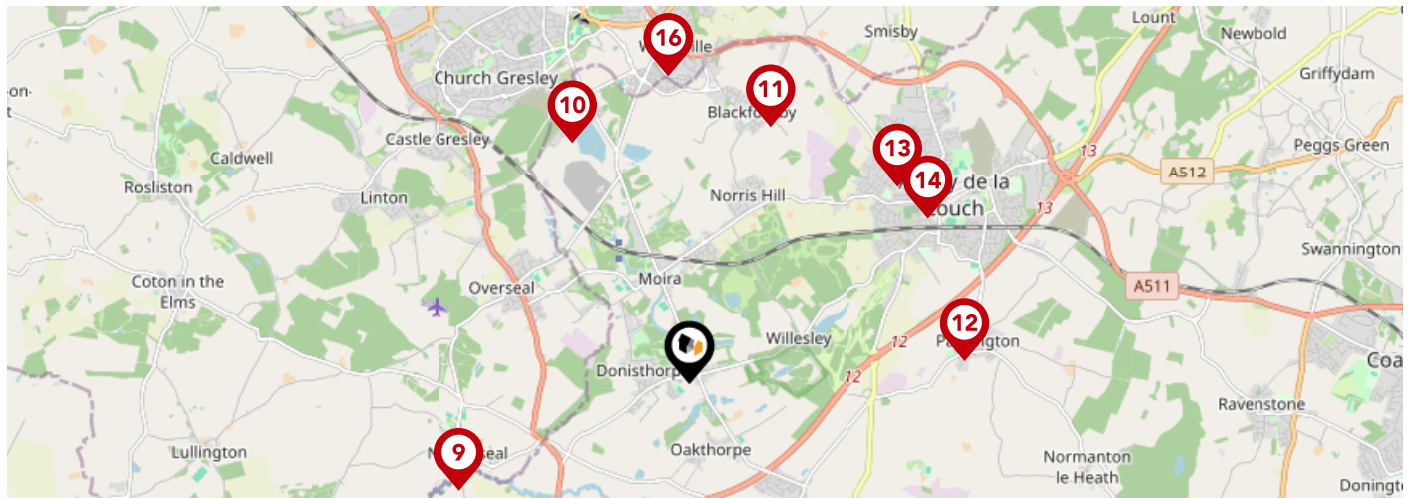 Lount
Smisby
Newbold
16
Griffydam
Church Gresley
11
10
Castle Gresley
13
Peggs Green
13
Caldwell
A512
14
Rosliston
Norris Hill
Linton
13
Swannington
Moira
Coton in the
Elms
Overseal
A511
12
Willesley
12
12
Donisthorp
Ravenstone
Lullington
9
Oakthorpe
Normanton
le Heath